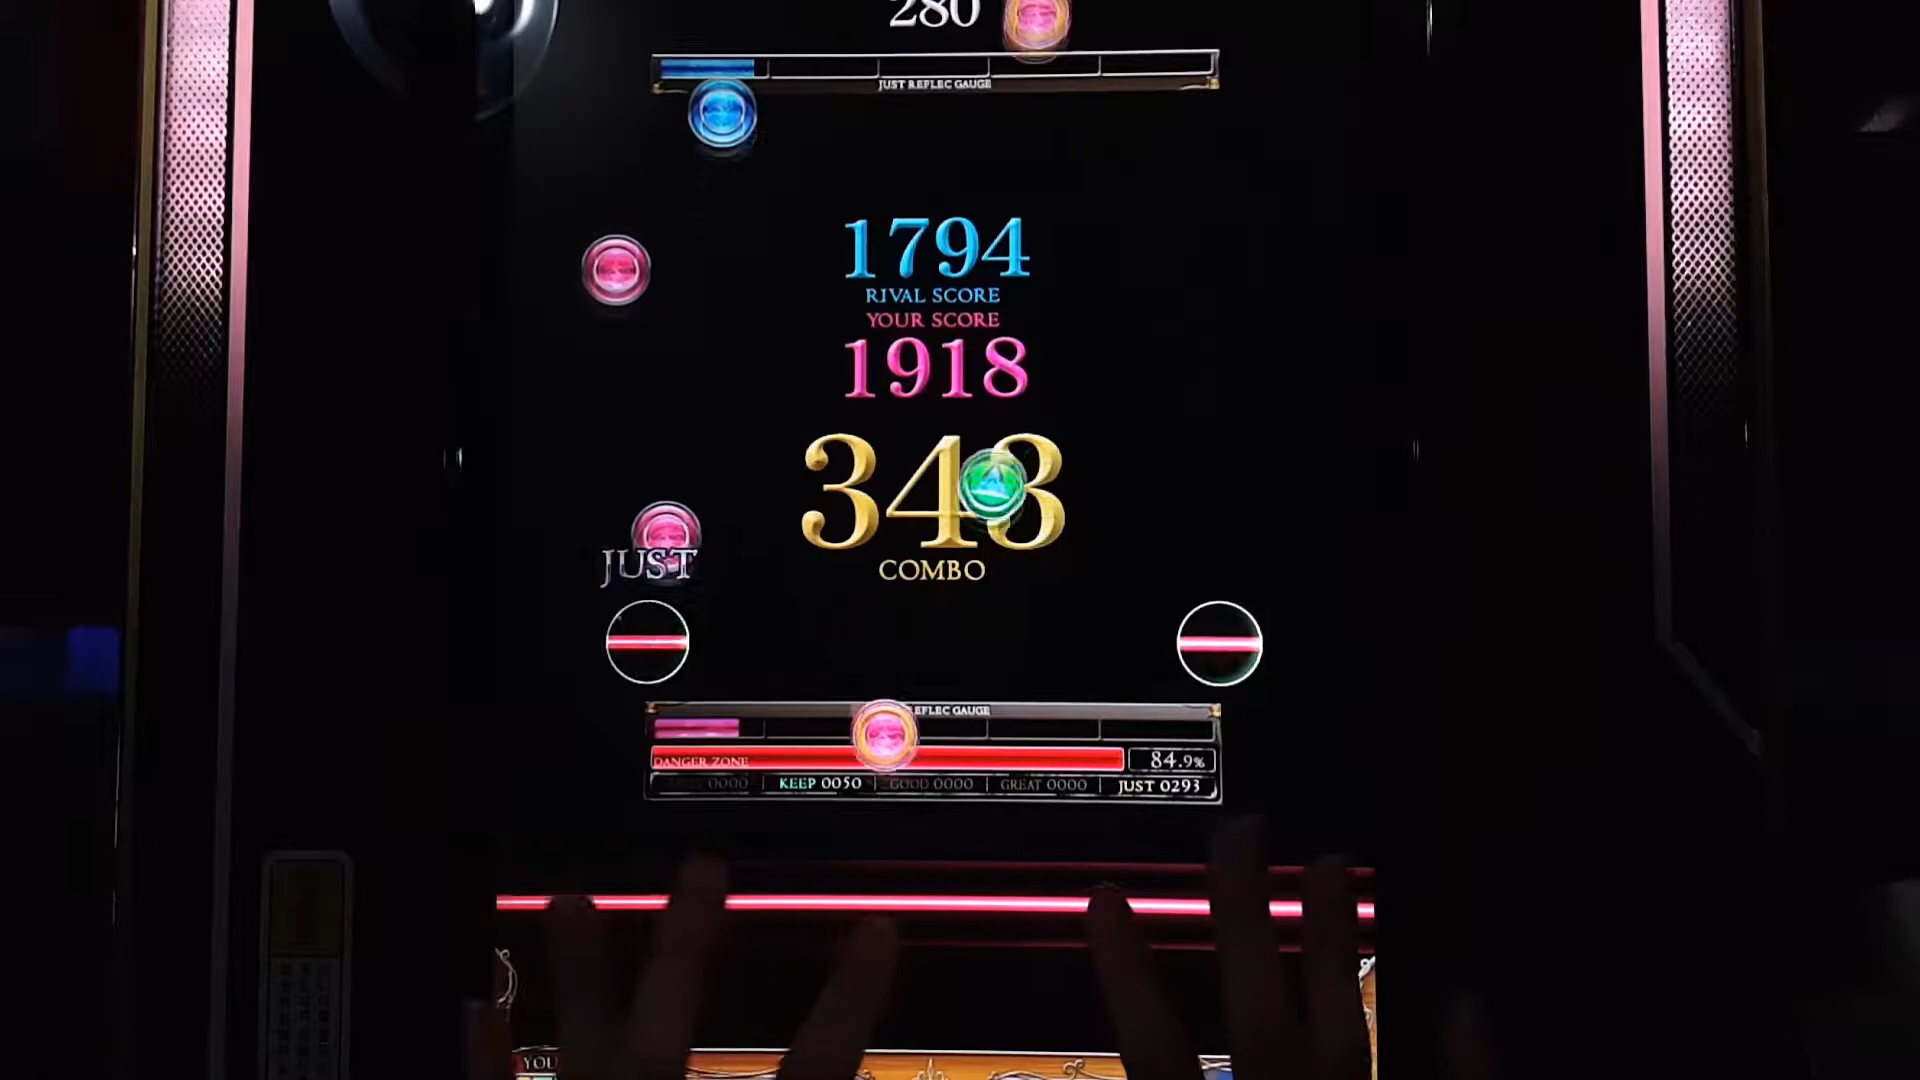 280
JUST REFLEC GAUGE
1794
RIVAL SCORE
YOUR SCORE
1918
343
COMBO
JUST
REFLEC GAUGE
DANGER ZONE 84.9%
0000 KEEP 0050 GOOD 0000 GREAT 0000 JUST 0293
YOU